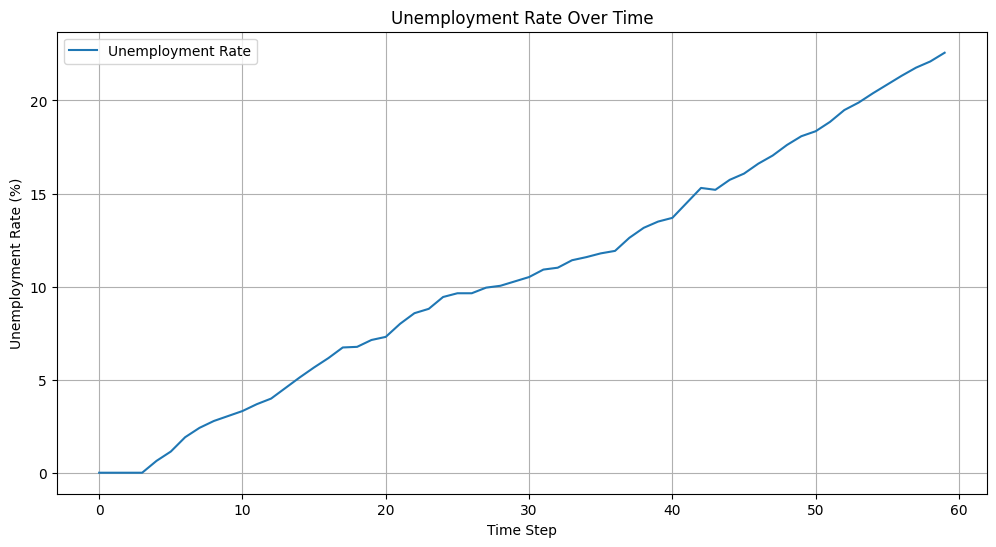 Unemployment Rate Over Time
Unemployment Rate
Unemployment Rate (%)
20
15
10
5
0
0 10 20 30 40 50 60
Time Step